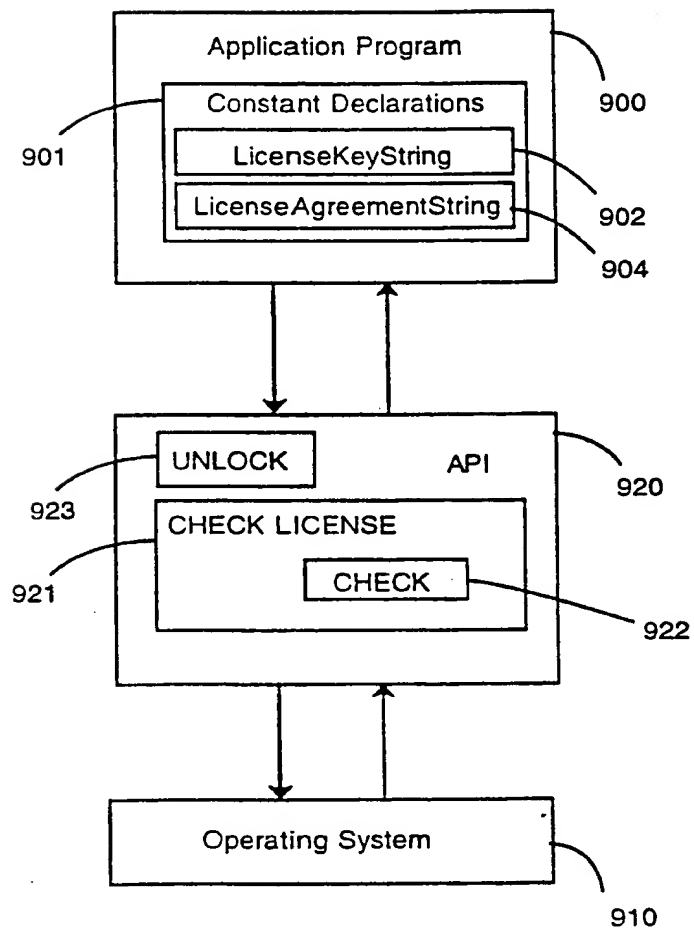 Application Program
900
Constant Declarations
901
LicenseKeyString
902
LicenseAgreementString
904
UNLOCK
API
920
923
CHECK LICENSE
921
CHECK
922
Operating System
910